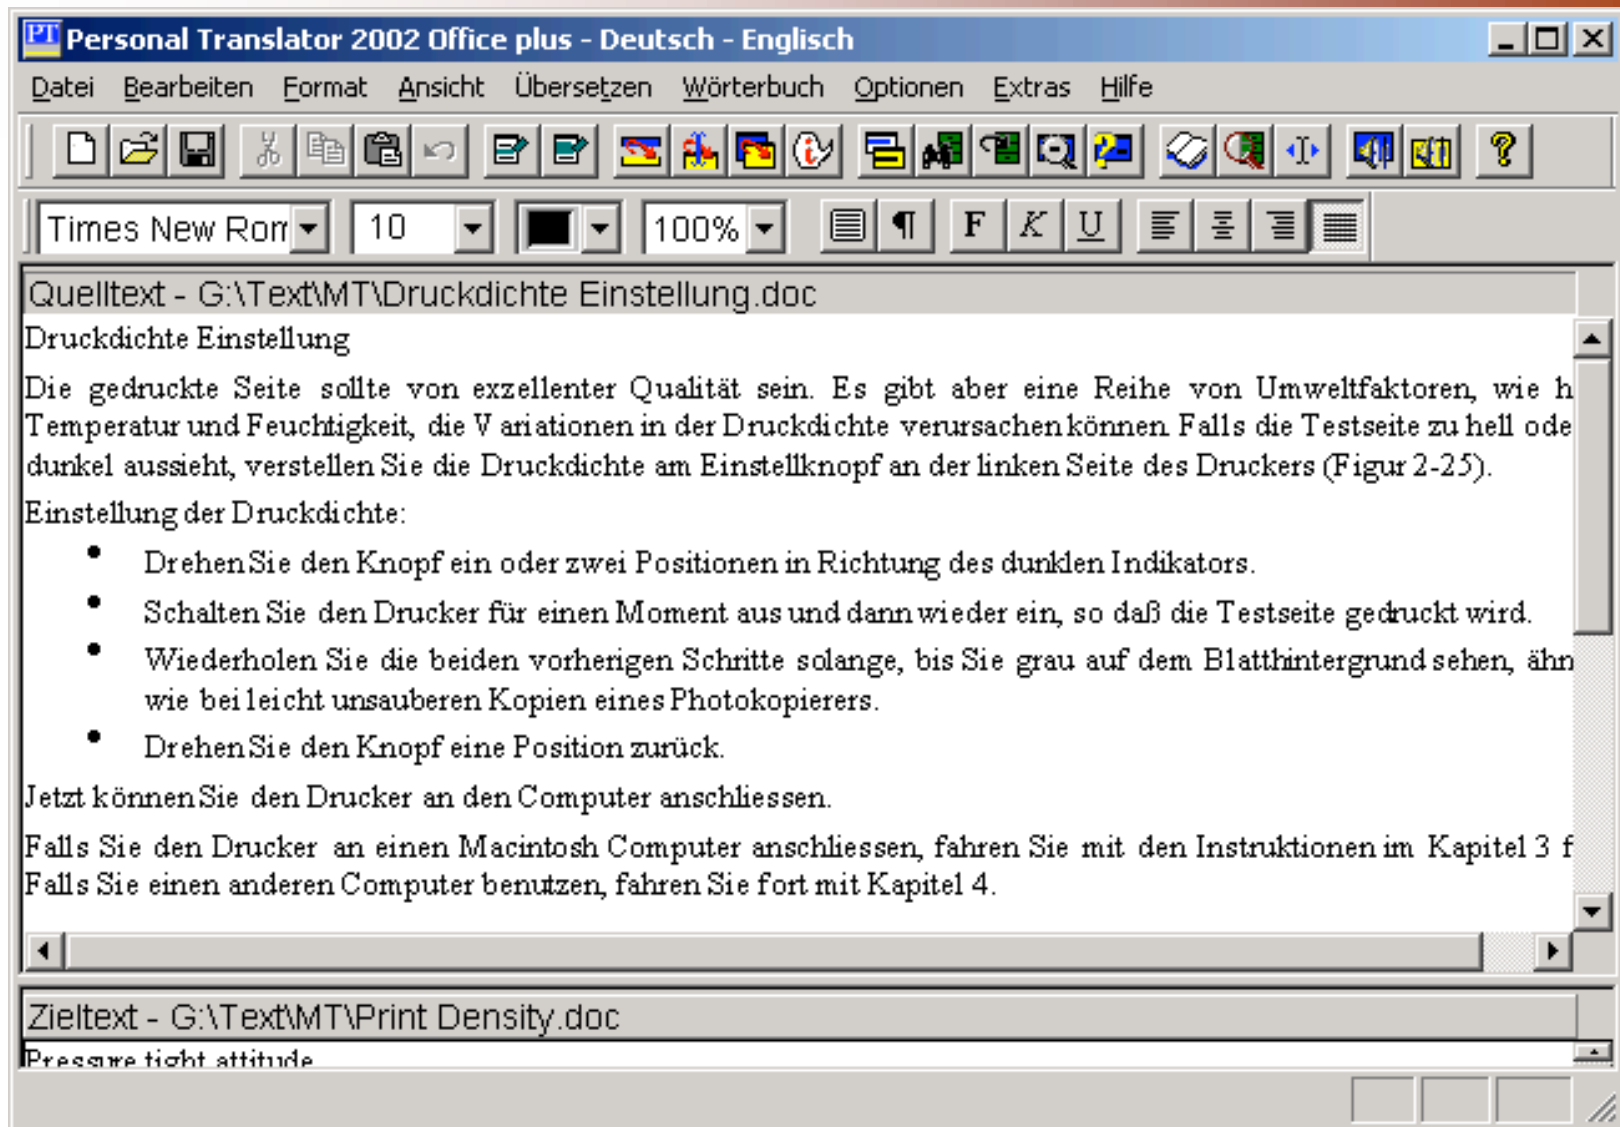 Personal Translator 2002 Office plus - Deutsch - Englisch
Datei Bearbeiten Format Ansicht Übersetzen Wörterbuch Optionen Extras Hilfe
Times New Rom 10 100% ¶ F K U
Quelltext - G:\Text\MT\Druckdichte Einstellung.doc
Druckdichte Einstellung
Die gedruckte Seite sollte von exzellenter Qualität sein. Es gibt aber eine Reihe von Umweltfaktoren, wie h
Temperatur und Feuchtigkeit, die Variationen in der Druckdichte verursachen können. Falls die Testseite zu hell ode
dunkel aussieht, verstellen Sie die Druckdichte am Einstellknopf an der linken Seite des Druckers (Figur 2-25).
Einstellung der Druckdichte:
• Drehen Sie den Knopf ein oder zwei Positionen in Richtung des dunklen Indikators.
• Schalten Sie den Drucker für einen Moment aus und dann wieder ein, so daß die Testseite gedruckt wird.
• Wiederholen Sie die beiden vorherigen Schritte solange, bis Sie grau auf dem Blatthintergrund sehen, ähn
wie bei leicht unsauberen Kopien eines Photokopierers.
• Drehen Sie den Knopf eine Position zurück.
Jetzt können Sie den Drucker an den Computer anschliessen.
Falls Sie den Drucker an einen Macintosh Computer anschliessen, fahren Sie mit den Instruktionen im Kapitel 3 f
Falls Sie einen anderen Computer benutzen, fahren Sie fort mit Kapitel 4.
Zieltext - G:\Text\MT\Print Density.doc
Pressure tight attitude